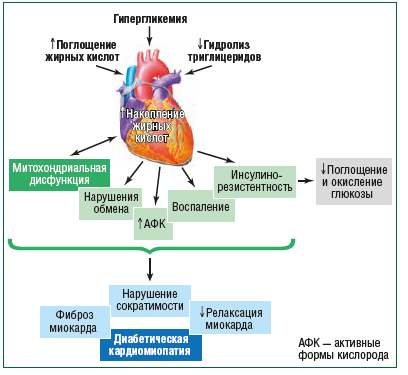 Гипергликемия
↑Поглощение
жирных кислот
↓Гидролиз
триглицеридов
↑Накопление
жирных
кислот
Митохондриальная
дисфункция
Нарушения
обмена
↑АФК
Воспаление
Инсулино-
резистентность
↓Поглощение
и окисление
глюкозы
Фиброз
миокарда
Нарушение
сократимости
↓Релаксация
миокарда
Диабетическая
кардиомиопатия
АФК — активные
формы кислорода